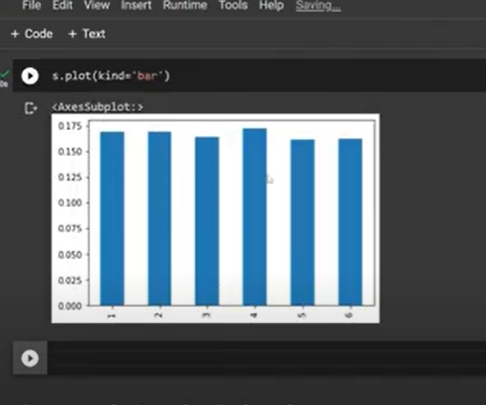 File Edit View Insert Runtime Tools Help Saving...
+ Code + Text
s.plot(kind='bar')
<AxesSubplot:>
0.175
0.150
0.125
0.100
0.075
0.050
0.025
0.000
1 2 3 4 5 6